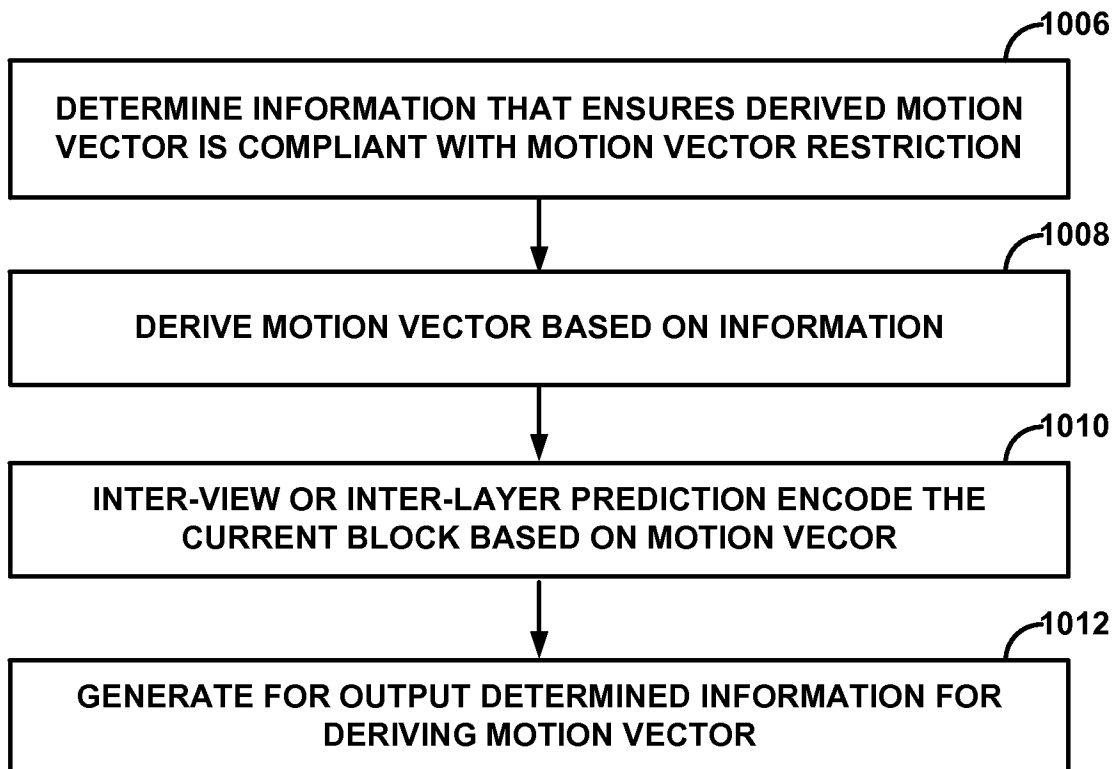 1006
DETERMINE INFORMATION THAT ENSURES DERIVED MOTION
VECTOR IS COMPLIANT WITH MOTION VECTOR RESTRICTION
1008
DERIVE MOTION VECTOR BASED ON INFORMATION
1010
INTER-VIEW OR INTER-LAYER PREDICTION ENCODE THE
CURRENT BLOCK BASED ON MOTION VECOR
1012
GENERATE FOR OUTPUT DETERMINED INFORMATION FOR
DERIVING MOTION VECTOR